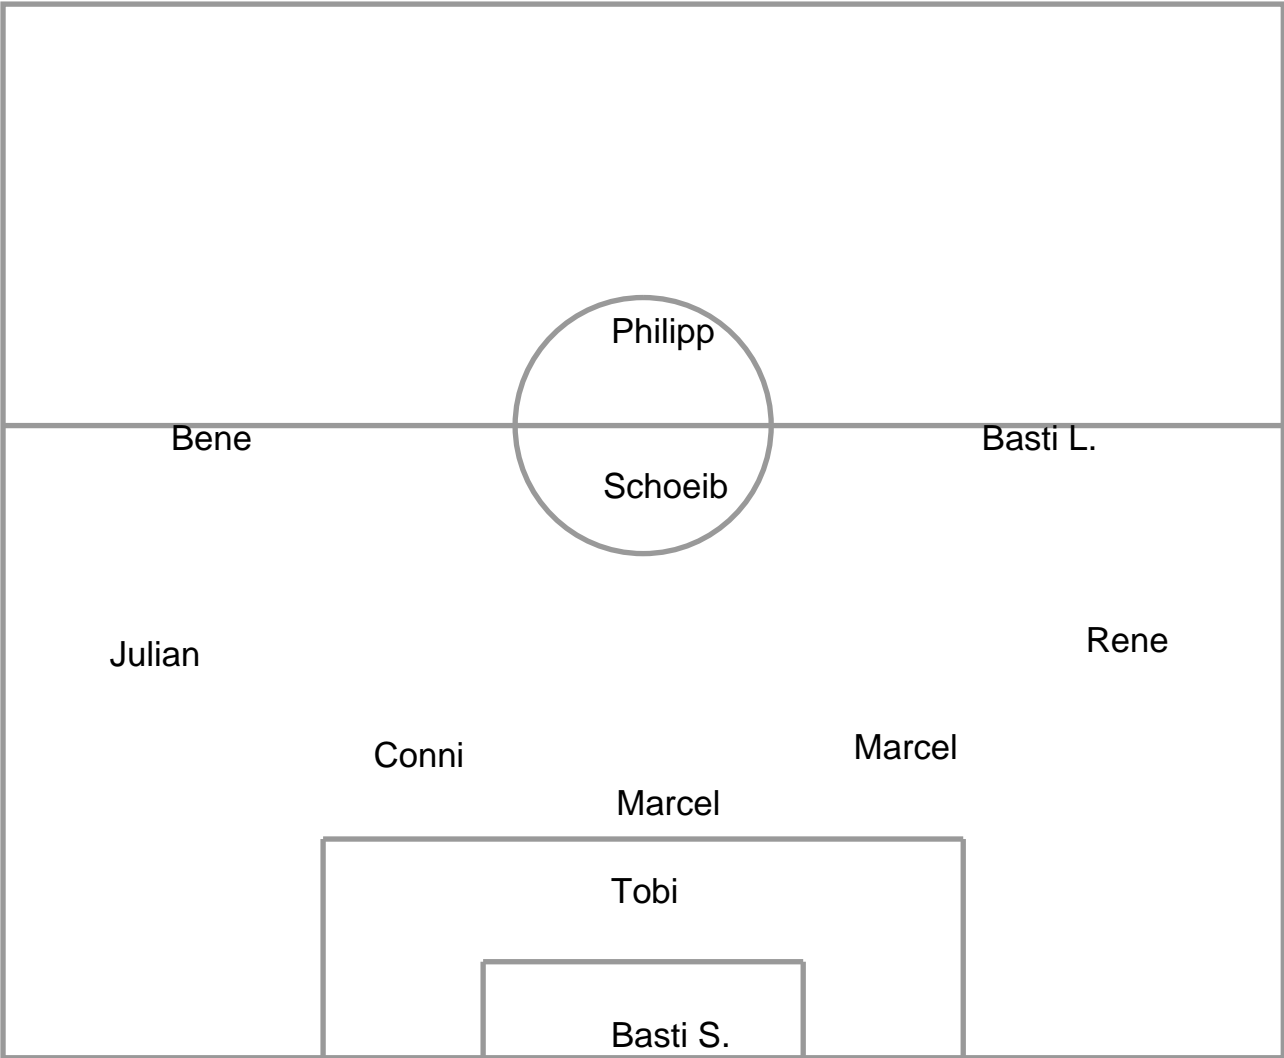 Philipp
Bene
Basti L.
Schoeib
Rene
Julian
Marcel
Conni
Marcel
Tobi
Basti S.